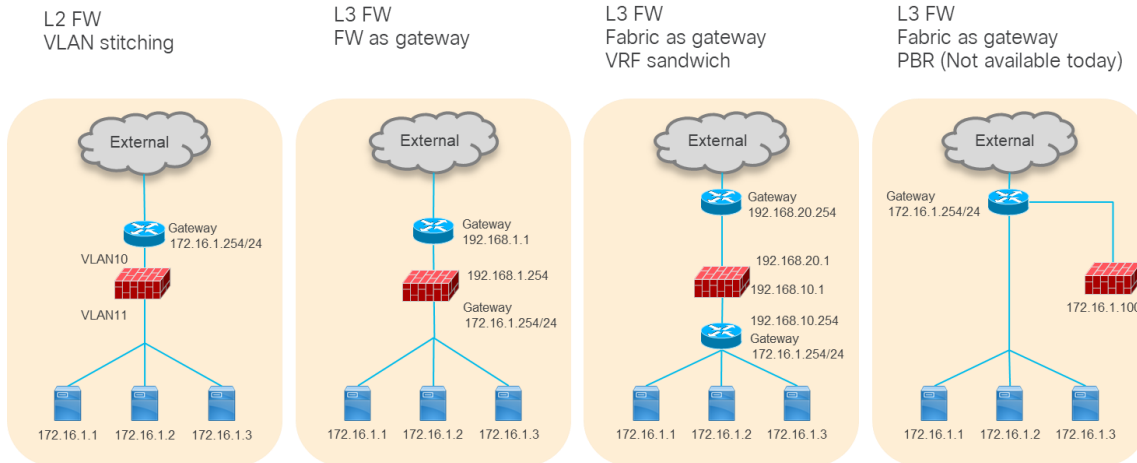 L2 FW
VLAN stitching
External
Gateway
172.16.1.254/24
VLAN10
VLAN11
172.16.1.1
172.16.1.2
172.16.1.3
L3 FW
FW as gateway
External
Gateway
192.168.1.1
192.168.1.254
Gateway
172.16.1.254/24
172.16.1.1
172.16.1.2
172.16.1.3
L3 FW
Fabric as gateway
VRF sandwich
External
Gateway
192.168.20.254
192.168.20.1
192.168.10.1
192.168.10.254
Gateway
172.16.1.254/24
172.16.1.1
172.16.1.2
172.16.1.3
L3 FW
Fabric as gateway
PBR (Not available today)
External
Gateway
172.16.1.254/24
172.16.1.100
172.16.1.1
172.16.1.2
172.16.1.3